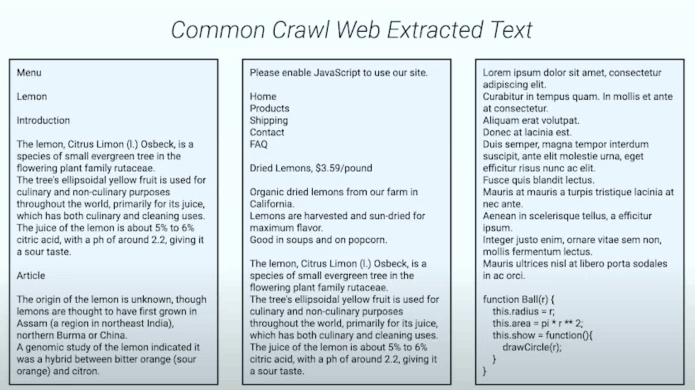 Common Crawl Web Extracted Text
Menu
Lemon
Introduction
The lemon, Citrus Limon (l.) Osbeck, is a
species of small evergreen tree in the
flowering plant family rutaceae.
The tree's ellipsoidal yellow fruit is used for
culinary and non-culinary purposes
throughout the world, primarily for its juice,
which has both culinary and cleaning uses.
The juice of the lemon is about 5% to 6%
citric acid, with a ph of around 2.2, giving it
a sour taste.
Article
The origin of the lemon is unknown, though
lemons are thought to have first grown in
Assam (a region in northeast India),
northern Burma or China.
A genomic study of the lemon indicated it
was a hybrid between bitter orange (sour
orange) and citron.
Please enable JavaScript to use our site.
Home
Products
Shipping
Contact
FAQ
Dried Lemons, $3.59/pound
Organic dried lemons from our farm in
California.
Lemons are harvested and sun-dried for
maximum flavor.
Good in soups and on popcorn.
The lemon, Citrus Limon (l.) Osbeck, is a
species of small evergreen tree in the
flowering plant family rutaceae.
The tree's ellipsoidal yellow fruit is used for
culinary and non-culinary purposes
throughout the world, primarily for its juice,
which has both culinary and cleaning uses.
The juice of the lemon is about 5% to 6%
citric acid, with a ph of around 2.2, giving it
a sour taste.
Lorem ipsum dolor sit amet, consectetur
adipiscing elit.
Curabitur in tempus quam. In mollis et ante
at consectetur.
Aliquam erat volutpat.
Donec at lacinia est.
Duis semper, magna tempor interdum
suscipit, ante elit molestie urna, eget
efficitur risus nunc ac elit.
Fusce quis blandit lectus.
Mauris at mauris a turpis tristique lacinia at
nec ante.
Aenean in scelerisque tellus, a efficitur
ipsum.
Integer justo enim, ornare vitae sem non,
mollis fermentum lectus.
Mauris ultrices nisl at libero porta sodales
in ac orci.
function Ball(r) {
this.radius = r;
this.area = pi * r ** 2;
this.show = function(){
drawCircle(r);
}
}